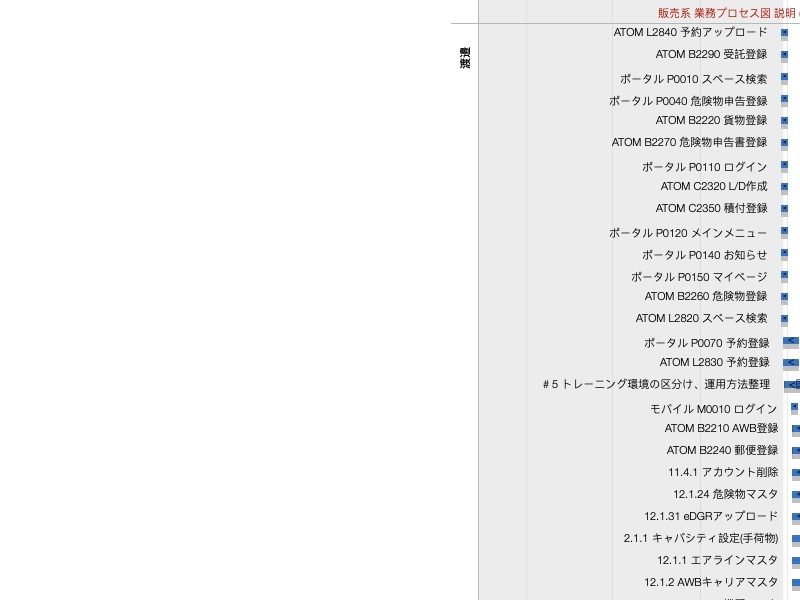 販売系 業務プロセス図 説明
ATOM L2840 予約アップロード
ATOM B2290 受託登録
ポータル P0010 スペース検索
ポータル P0040 危険物申告登録
ATOM B2220 貨物登録
ATOM B2270 危険物申告書登録
ポータル P0110 ログイン
ATOM C2320 L/D作成
ATOM C2350 積付登録
ポータル P0120 メインメニュー
ポータル P0140 お知らせ
ポータル P0150 マイページ
ATOM B2260 危険物登録
ATOM L2820 スペース検索
ポータル P0070 予約登録
ATOM L2830 予約登録
#5 トレーニング環境の区分け、運用方法整理
モバイル M0010 ログイン
ATOM B2210 AWB登録
ATOM B2240 郵便登録
11.4.1 アカウント削除
12.1.24 危険物マスタ
12.1.31 eDGRアップロード
2.1.1 キャパシティ設定(手荷物)
12.1.1 エアラインマスタ
12.1.2 AWBキャリアマスタ